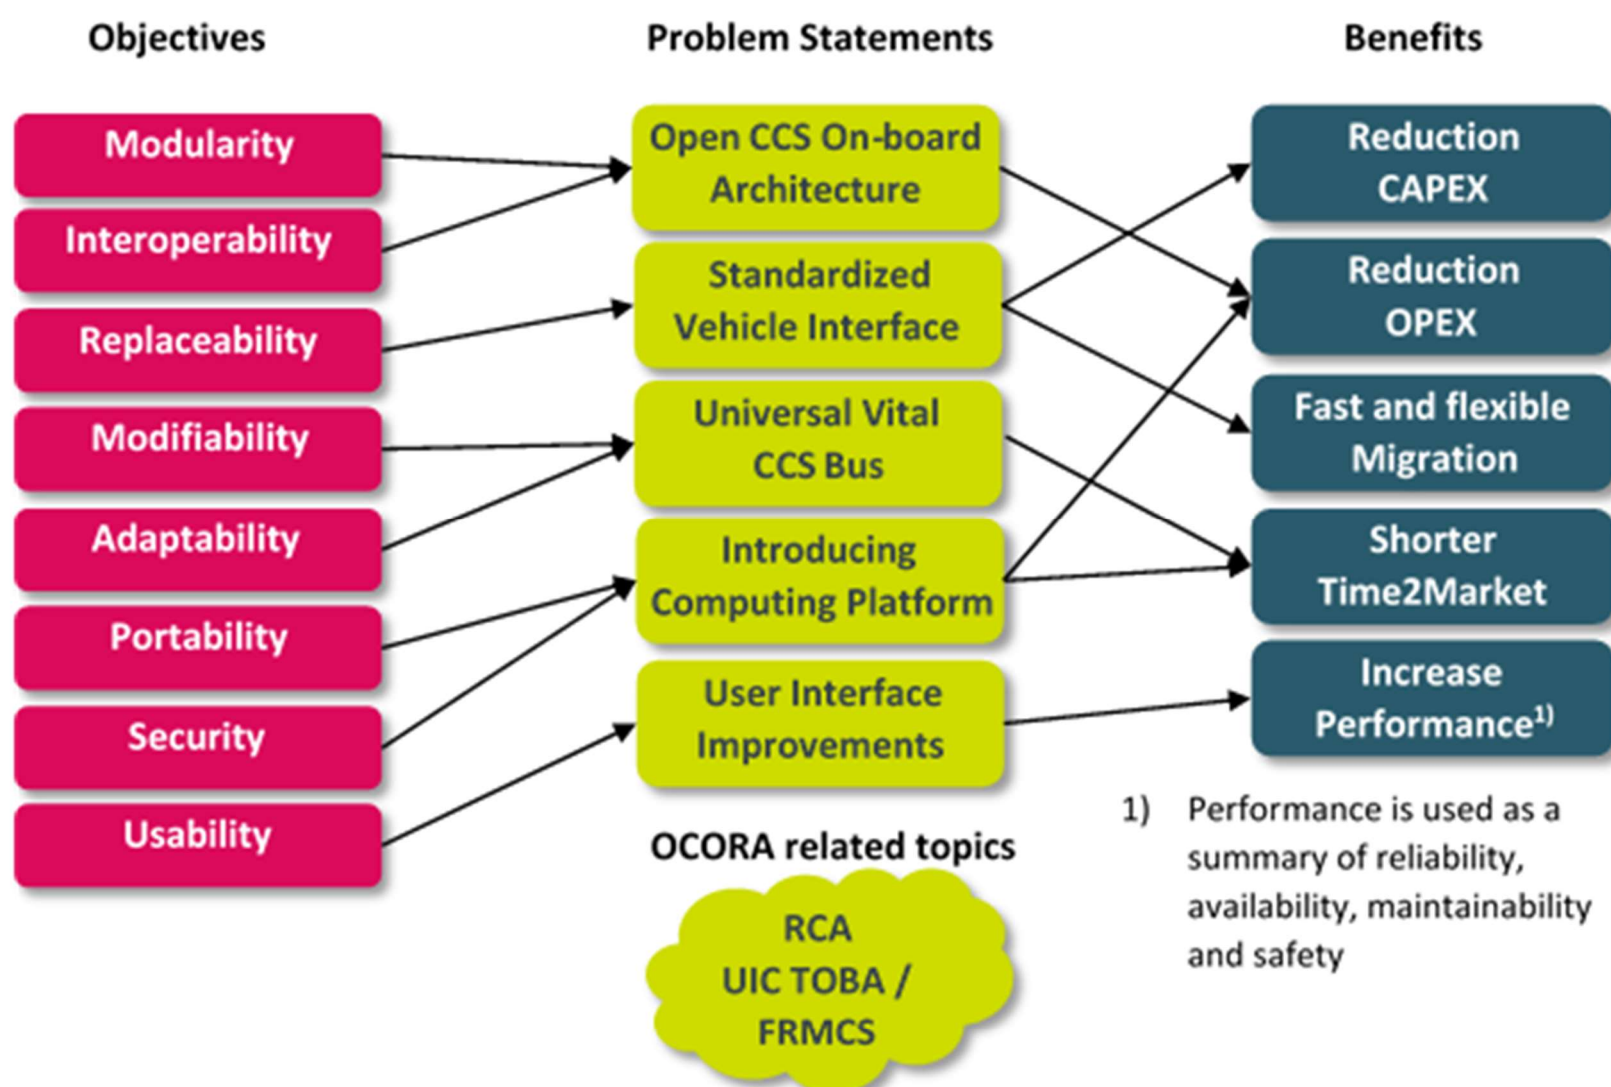 Objectives
Problem Statements
Benefits
Modularity
Interoperability
Replaceability
Modifiability
Adaptability
Portability
Security
Usability
Open CCS On-board
Architecture
Standardized
Vehicle Interface
Universal Vital
CCS Bus
Introducing
Computing Platform
User Interface
Improvements
OCORA related topics
RCA
UIC TOBA /
FRMCS
Reduction
CAPEX
Reduction
OPEX
Fast and flexible
Migration
Shorter
Time2Market
Increase
Performance1)
1) Performance is used as a
summary of reliability,
availability, maintainability
and safety